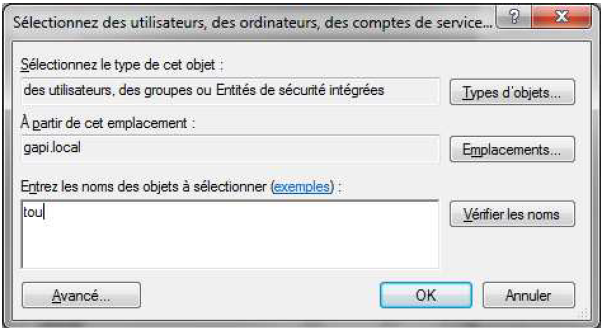 Sélectionnez des utilisateurs, des ordinateurs, des comptes de service...
Sélectionnez le type de cet objet :
des utilisateurs, des groupes ou Entités de sécurité intégrées
Types d'objets...
À partir de cet emplacement :
gapi.local
Emplacements...
Entrez les noms des objets à sélectionner (exemples) :
tou
Vérifier les noms
Avancé...
OK
Annuler